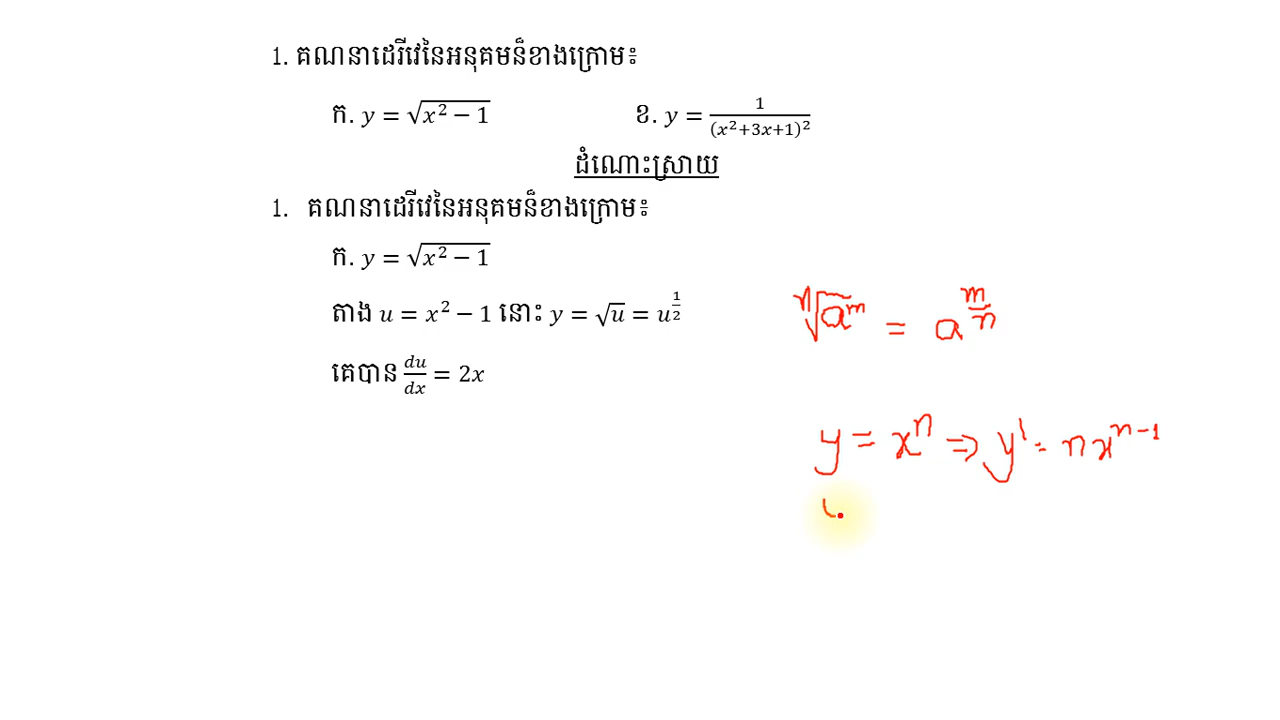 1. គណនាដេរីវេនៃអនុគមន៍ខាងក្រោម៖
ក. y = √(x² − 1) ខ. y = 1/(x²+3x+1)²
ដំណោះស្រាយ
1. គណនាដេរីវេនៃអនុគមន៍ខាងក្រោម៖
ក. y = √(x² − 1)
តាង u = x² − 1 នោះ y = √u = u^(1/2)
គេបាន du/dx = 2x
ⁿ√(a^m) = a^(m/n)
y = x^n ⇒ y' = nx^(n−1)